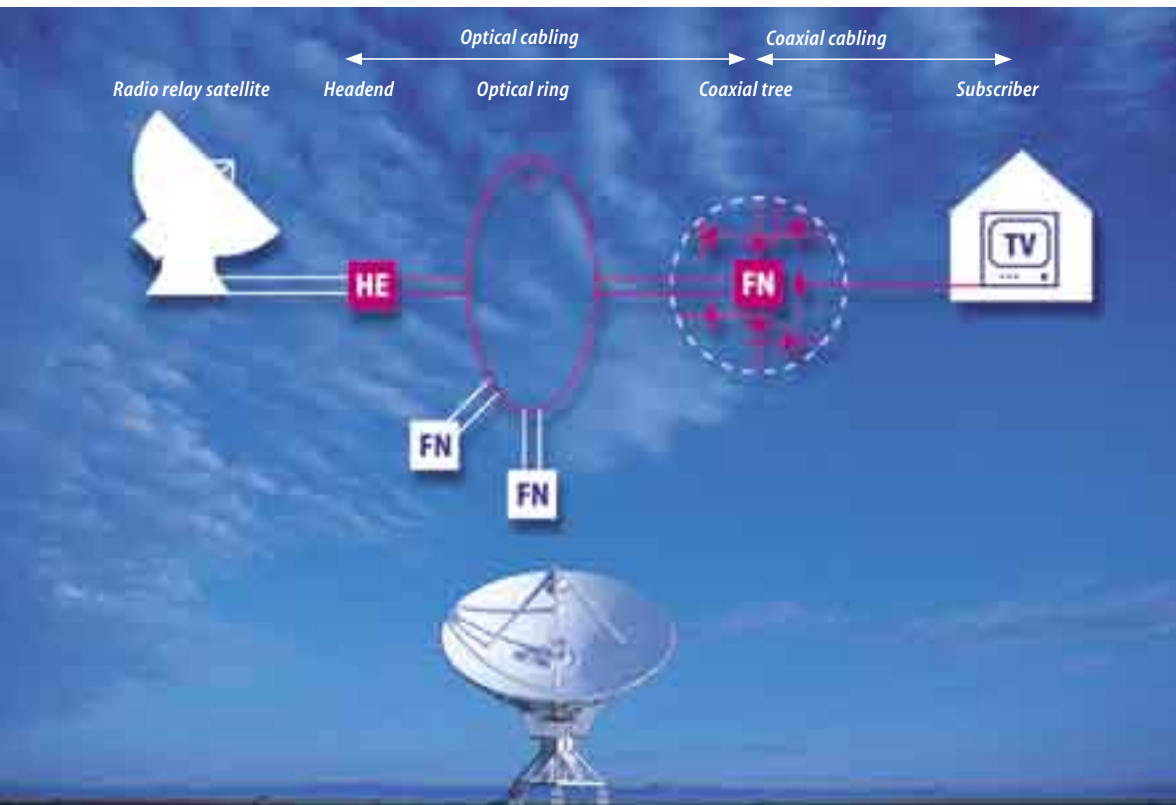 Optical cabling Coaxial cabling
Radio relay satellite Headend Optical ring Coaxial tree Subscriber
TV
HE FN
FN
FN